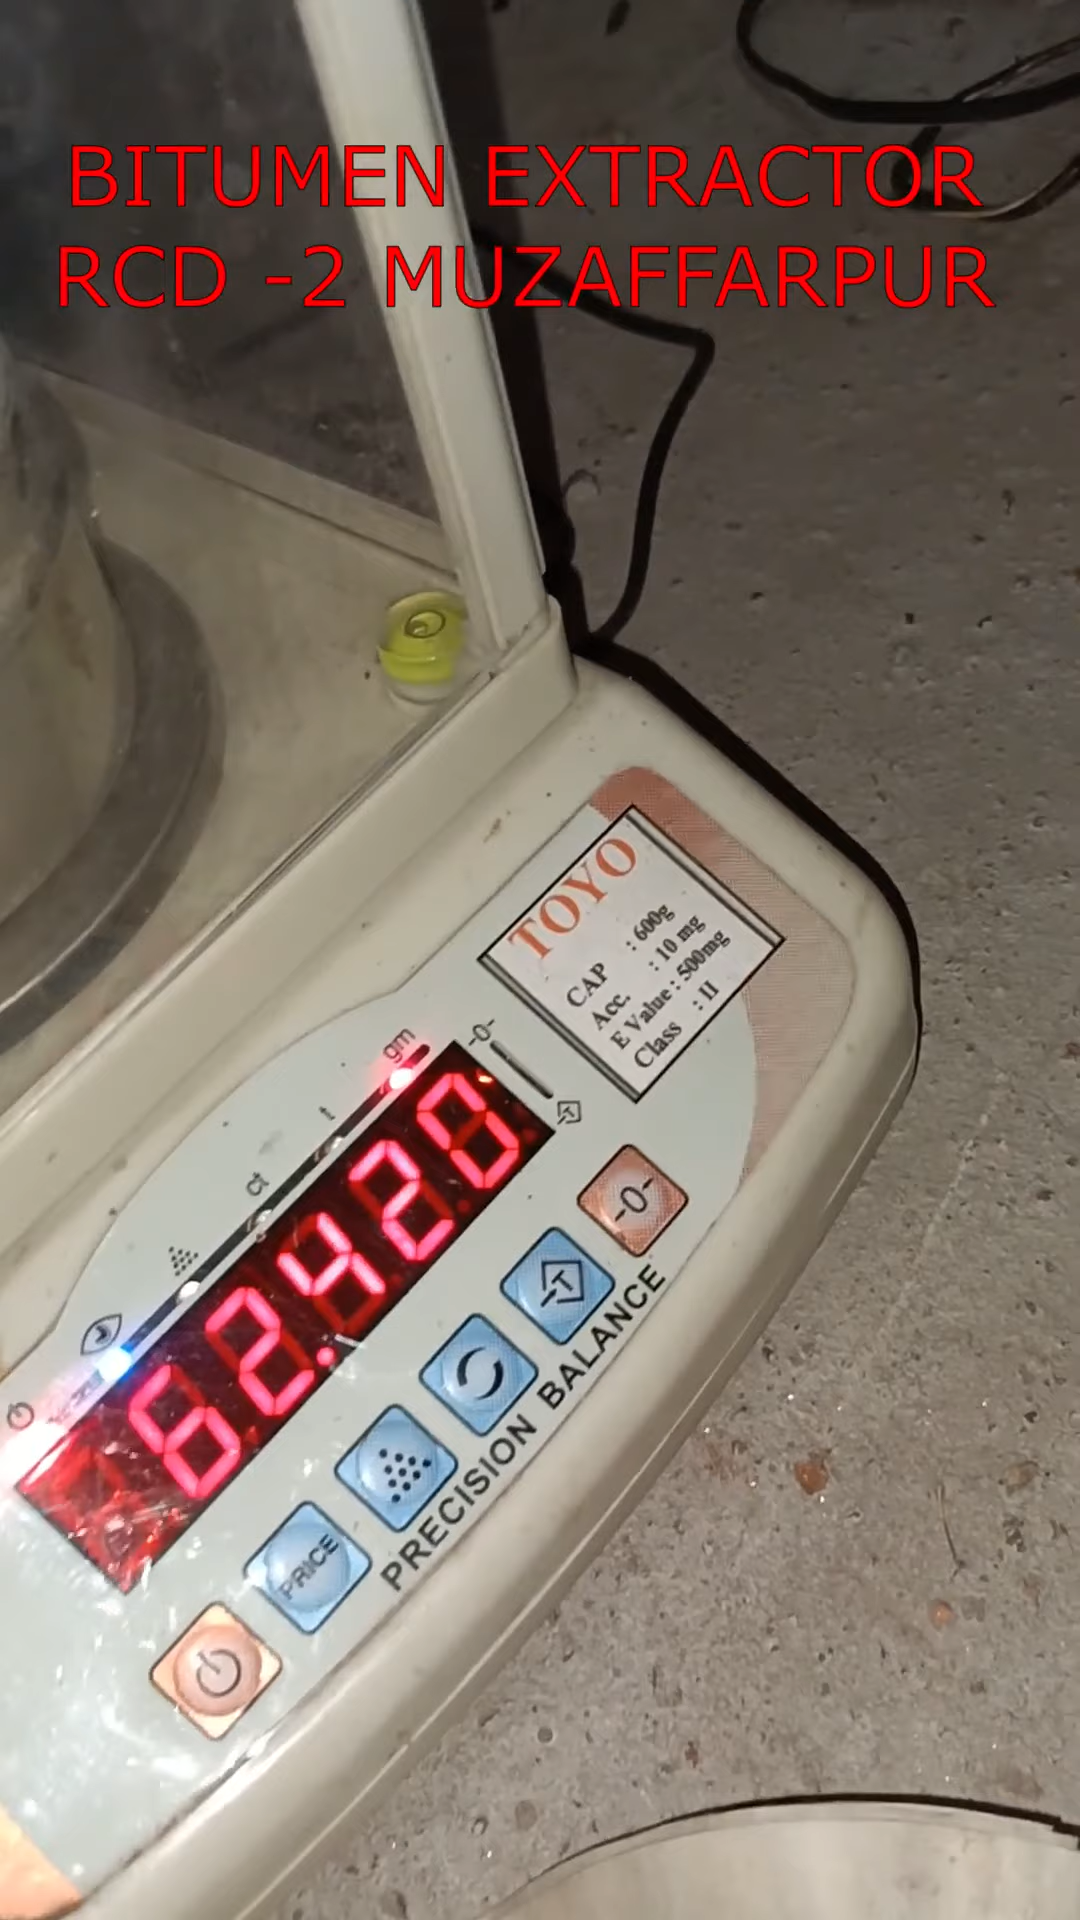 BITUMEN EXTRACTOR
RCD -2 MUZAFFARPUR
TOYO
CAP : 600g
Acc. : 10 mg
E Value : 500mg
Class : II
-0-
gm
t
ct
T
62.420
-0-
T
PRICE
PRECISION BALANCE